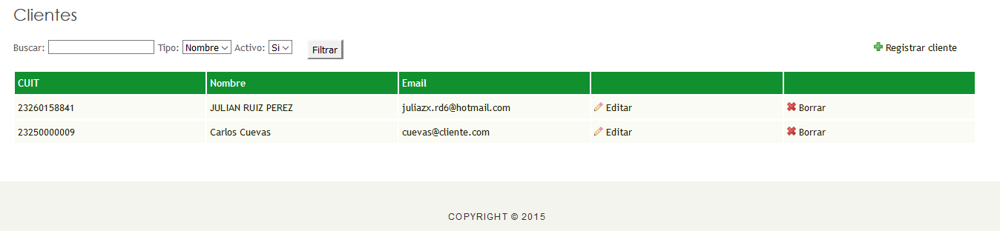 Clientes
Buscar: Tipo: Nombre Activo: Si Filtrar Registrar cliente
CUIT Nombre Email
23260158841 JULIAN RUIZ PEREZ juliazx.rd6@hotmail.com Editar Borrar
23250000009 Carlos Cuevas cuevas@cliente.com Editar Borrar
COPYRIGHT © 2015